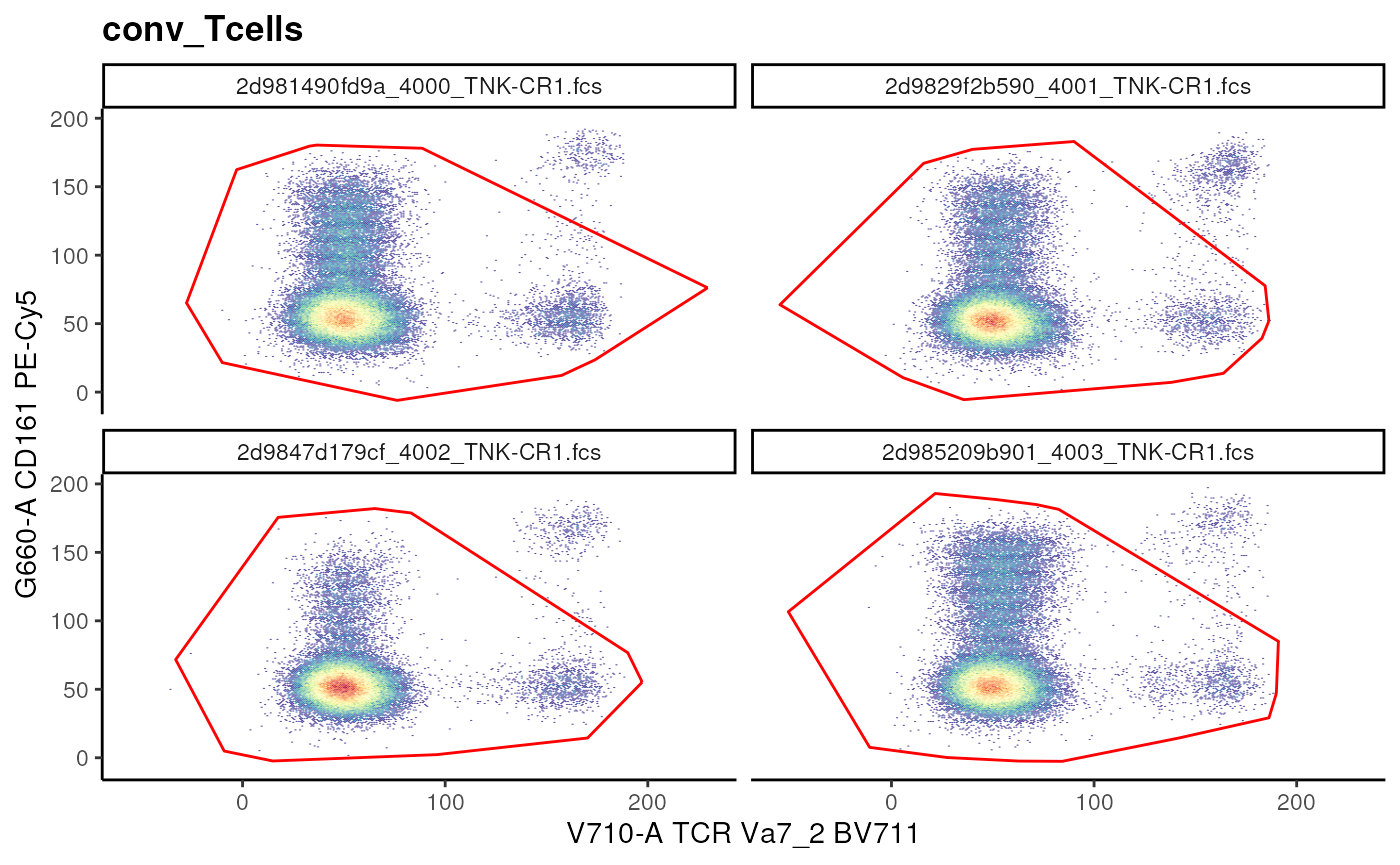 conv_Tcells
2d981490fd9a_4000_TNK-CR1.fcs
2d9829f2b590_4001_TNK-CR1.fcs
200
150
100
50
0
2d9847d179cf_4002_TNK-CR1.fcs
2d985209b901_4003_TNK-CR1.fcs
200
150
100
50
0
0 100 200
0 100 200
V710-A TCR Va7_2 BV711
G660-A CD161 PE-Cy5